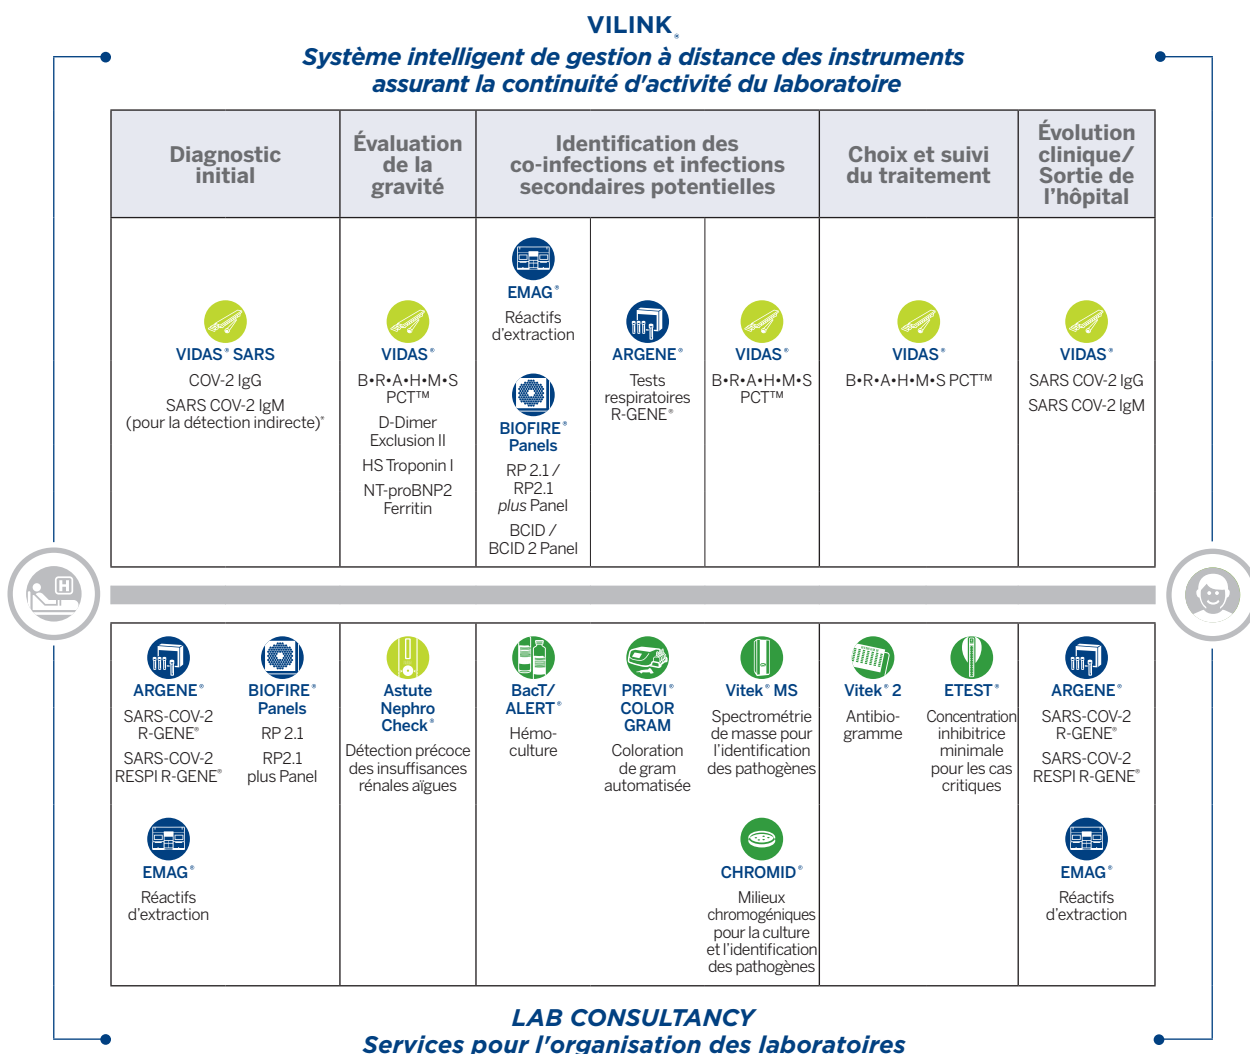 VILINK®
Système intelligent de gestion à distance des instruments
assurant la continuité d'activité du laboratoire
Diagnostic
initial
Évaluation
de la
gravité
Identification des
co-infections et infections
secondaires potentielles
Choix et suivi
du traitement
Évolution
clinique/
Sortie de
l'hôpital
VIDAS® SARS
COV-2 IgG
SARS COV-2 IgM
(pour la détection indirecte)*
VIDAS®
B•R•A•H•M•S
PCT™
D-Dimer
Exclusion II
HS Troponin I
NT-proBNP2
Ferritin
EMAG®
Réactifs
d'extraction
BIOFIRE®
Panels
RP 2.1 /
RP2.1
plus Panel
BCID /
BCID 2 Panel
ARGENE®
Tests
respiratoires
R-GENE®
VIDAS®
B•R•A•H•M•S
PCT™
VIDAS®
B•R•A•H•M•S PCT™
VIDAS®
SARS COV-2 IgG
SARS COV-2 IgM
H
ARGENE®
SARS-COV-2
R-GENE®
SARS-COV-2
RESPI R-GENE®
EMAG®
Réactifs
d'extraction
BIOFIRE®
Panels
RP 2.1
RP2.1
plus Panel
Astute
Nephro
Check®
Détection précoce
des insuffisances
rénales aïgues
BacT/
ALERT®
Hémo-
culture
PREVI®
COLOR
GRAM
Coloration
de gram
automatisée
Vitek® MS
Spectrométrie
de masse pour
l'identification
des pathogènes
CHROMID®
Milieux
chromogéniques
pour la culture
et l'identification
des pathogènes
Vitek® 2
Antibio-
gramme
ETEST®
Concentration
inhibitrice
minimale
pour les cas
critiques
ARGENE®
SARS-COV-2
R-GENE®
SARS-COV-2
RESPI R-GENE®
EMAG®
Réactifs
d'extraction
LAB CONSULTANCY
Services pour l'organisation des laboratoires